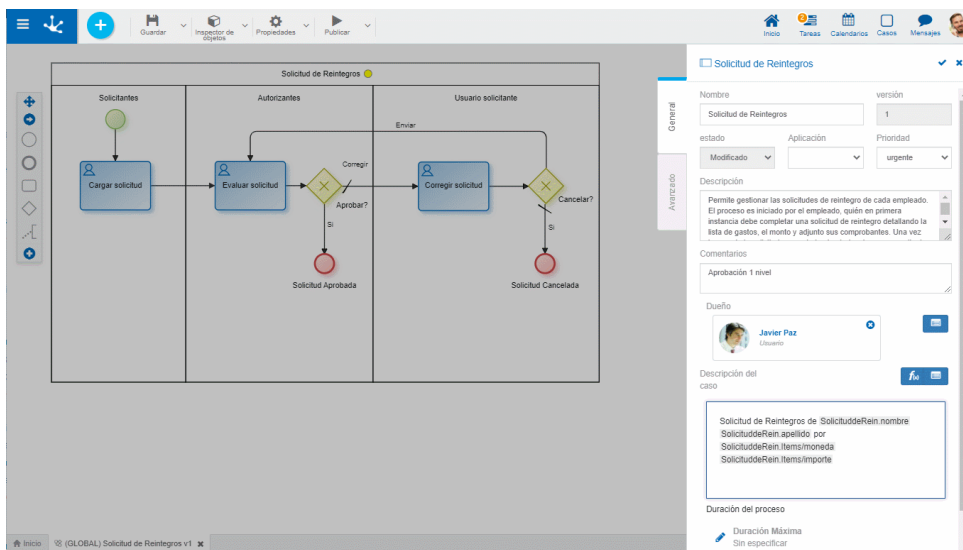 Guardar
Inspector de
objetos
Propiedades
Publicar
2
Inicio
Tareas
Calendarios
Casos
Mensajes
Solicitud de Reintegros
Solicitantes
Autorizantes
Usuario solicitante
Enviar
Cargar solicitud
Evaluar solicitud
Corregir
Aprobar?
Corregir solicitud
Cancelar?
Si
Si
Solicitud Aprobada
Solicitud Cancelada
General
Avanzado
Solicitud de Reintegros
Nombre
versión
Solicitud de Reintegros
1
estado
Aplicación
Prioridad
Modificado
urgente
Descripción
Permite gestionar las solicitudes de reintegro de cada empleado.
El proceso es iniciado por el empleado, quién en primera
instancia debe completar una solicitud de reintegro detallando la
lista de gastos, el monto y adjunto sus comprobantes. Una vez
Comentarios
Aprobación 1 nivel
Dueño
Javier Paz
Usuario
Descripción del
caso
f(x)
Solicitud de Reintegros de SolicituddeRein.nombre
SolicituddeRein.apellido por
SolicituddeRein.Items/moneda
SolicituddeRein.Items/importe
Duración del proceso
Duración Máxima
Sin especificar
inicio
(GLOBAL) Solicitud de Reintegros v1